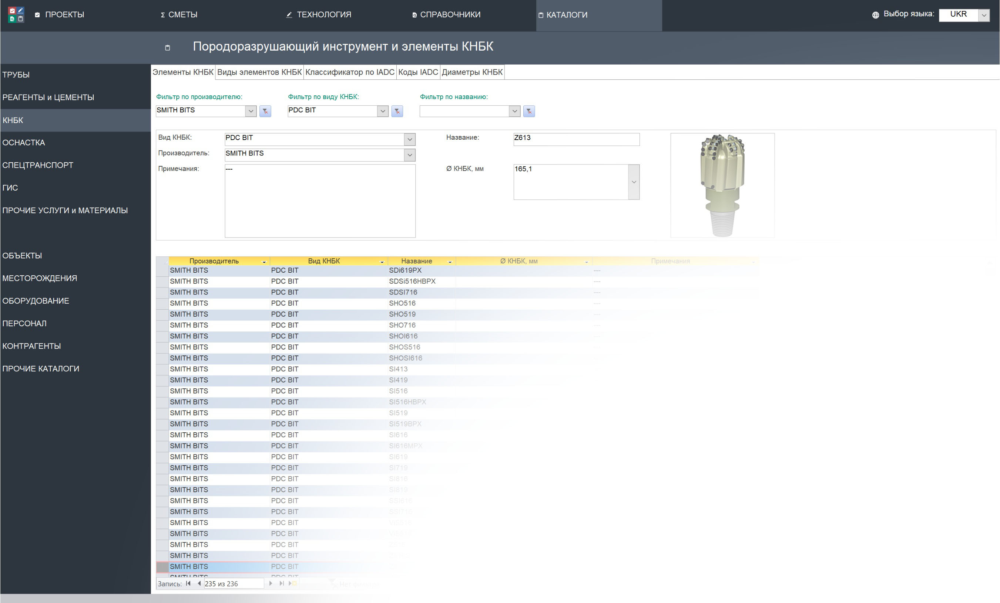 ПРОЕКТЫ
Σ СМЕТЫ
ТЕХНОЛОГИЯ
СПРАВОЧНИКИ
КАТАЛОГИ
Выбор языка: UKR
Породоразрушающий инструмент и элементы КНБК
ТРУБЫ
РЕАГЕНТЫ и ЦЕМЕНТЫ
КНБК
ОСНАСТКА
СПЕЦТРАНСПОРТ
ГИС
ПРОЧИЕ УСЛУГИ и МАТЕРИАЛЫ
ОБЪЕКТЫ
МЕСТОРОЖДЕНИЯ
ОБОРУДОВАНИЕ
ПЕРСОНАЛ
КОНТРАГЕНТЫ
ПРОЧИЕ КАТАЛОГИ
Элементы КНБК Виды элементов КНБК Классификатор по IADC Коды IADC Диаметры КНБК
Фильтр по производителю: Фильтр по виду КНБК: Фильтр по названию:
SMITH BITS PDC BIT
Вид КНБК: PDC BIT Название: Z613
Производитель: SMITH BITS
Примечания: --- Ø КНБК, мм 165,1
Производитель Вид КНБК Название Ø КНБК, мм Примечания
SMITH BITS PDC BIT SDi619PX ---
SMITH BITS PDC BIT SDSi516HBPX ---
SMITH BITS PDC BIT SDSI716 ---
SMITH BITS PDC BIT SHO516 ---
SMITH BITS PDC BIT SHO519 ---
SMITH BITS PDC BIT SHO716 ---
SMITH BITS PDC BIT SHOI616 ---
SMITH BITS PDC BIT SHOS516
SMITH BITS PDC BIT SHOSI616
SMITH BITS PDC BIT SI413
SMITH BITS PDC BIT SI419
SMITH BITS PDC BIT SI516
SMITH BITS PDC BIT SI516HBPX
SMITH BITS PDC BIT SI519
SMITH BITS PDC BIT SI519BPX
SMITH BITS PDC BIT SI616
SMITH BITS PDC BIT SI616MPX
SMITH BITS PDC BIT SI619
SMITH BITS PDC BIT SI719
SMITH BITS PDC BIT SI816
SMITH BITS PDC BIT SI819
SMITH BITS PDC BIT SSI616
SMITH BITS PDC BIT SSI716
SMITH BITS PDC BIT
SMITH BITS PDC BIT
SMITH BITS PDC BIT
SMITH BITS PDC BIT
SMITH BITS PDC BIT
SMITH BITS PDC BIT
Запись: 235 из 236 Нет